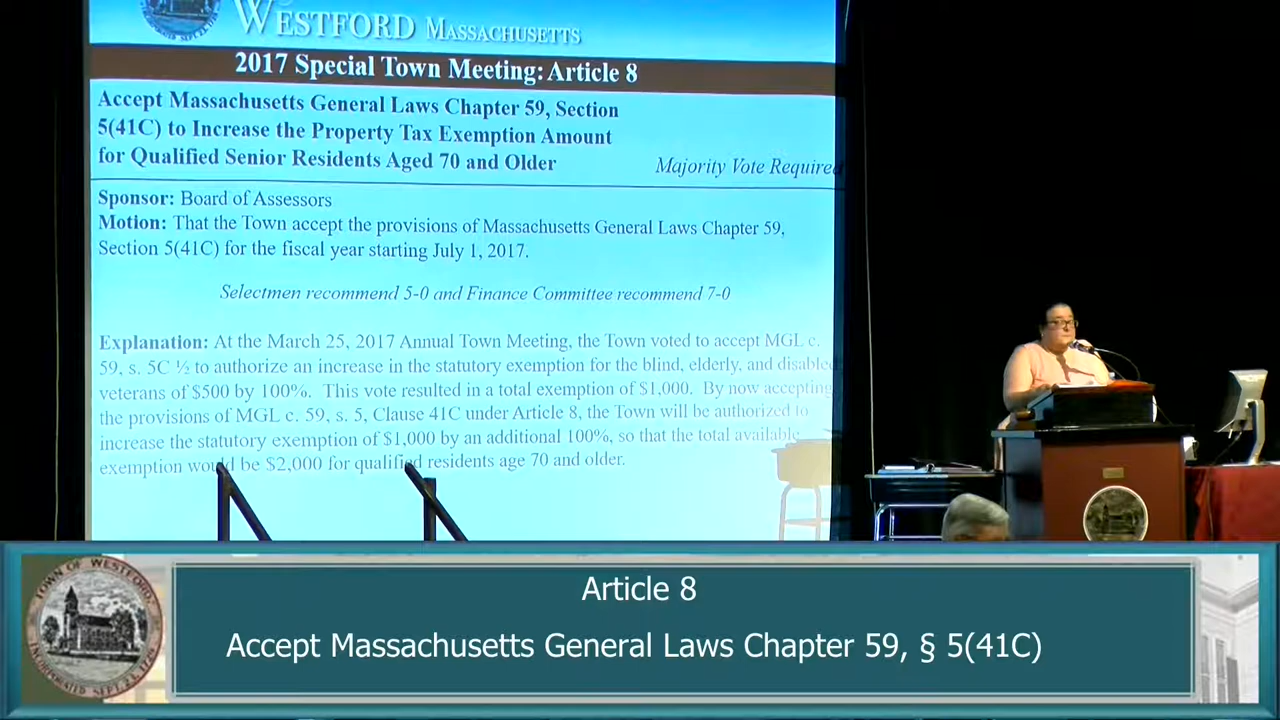 WESTFORD MASSACHUSETTS
2017 Special Town Meeting: Article 8
Accept Massachusetts General Laws Chapter 59, Section
5(41C) to Increase the Property Tax Exemption Amount
for Qualified Senior Residents Aged 70 and Older
Majority Vote Required
Sponsor: Board of Assessors
Motion: That the Town accept the provisions of Massachusetts General Laws Chapter 59,
Section 5(41C) for the fiscal year starting July 1, 2017.
Selectmen recommend 5-0 and Finance Committee recommend 7-0
Explanation: At the March 25, 2017 Annual Town Meeting, the Town voted to accept MGL c.
59, s. 5C ½ to authorize an increase in the statutory exemption for the blind, elderly, and disabled
veterans of $500 by 100%. This vote resulted in a total exemption of $1,000. By now accepting
the provisions of MGL c. 59, s. 5, Clause 41C under Article 8, the Town will be authorized to
increase the statutory exemption of $1,000 by an additional 100%, so that the total available
exemption would be $2,000 for qualified residents age 70 and older.
TOWN OF WESTFORD
INCORPORATED SEPT. 23, 1729
Article 8
Accept Massachusetts General Laws Chapter 59, § 5(41C)